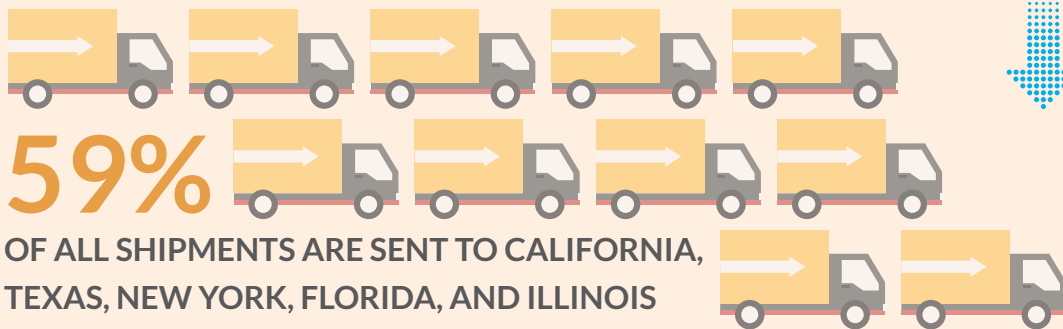 59%
OF ALL SHIPMENTS ARE SENT TO CALIFORNIA,
TEXAS, NEW YORK, FLORIDA, AND ILLINOIS